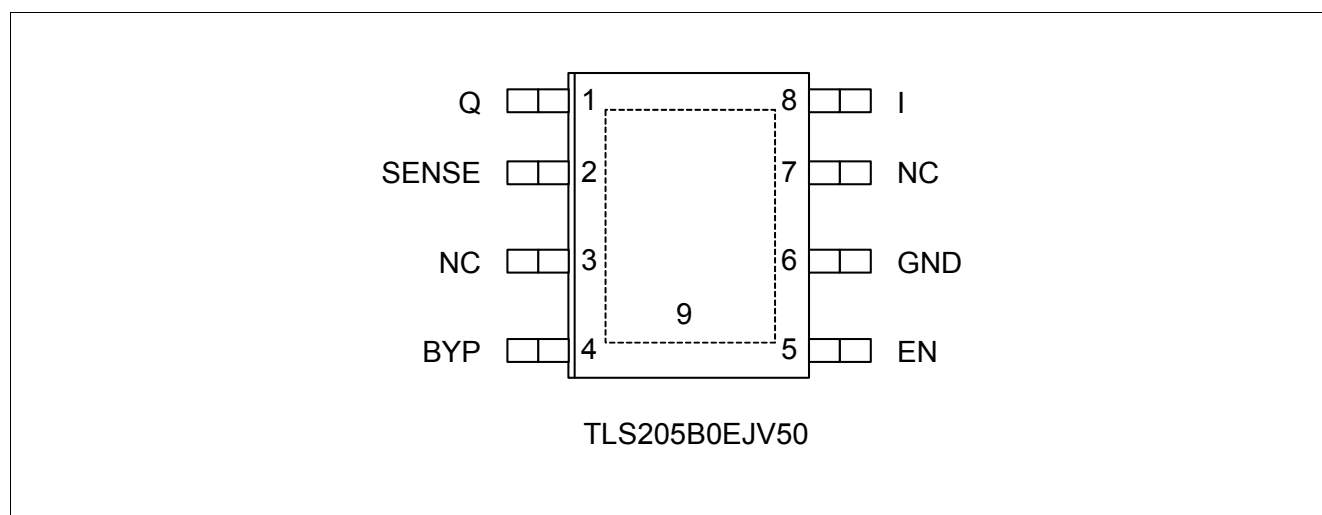 Q 1 8 I
SENSE 2 7 NC
NC 3 6 GND
9
BYP 4 5 EN
TLS205B0EJV50